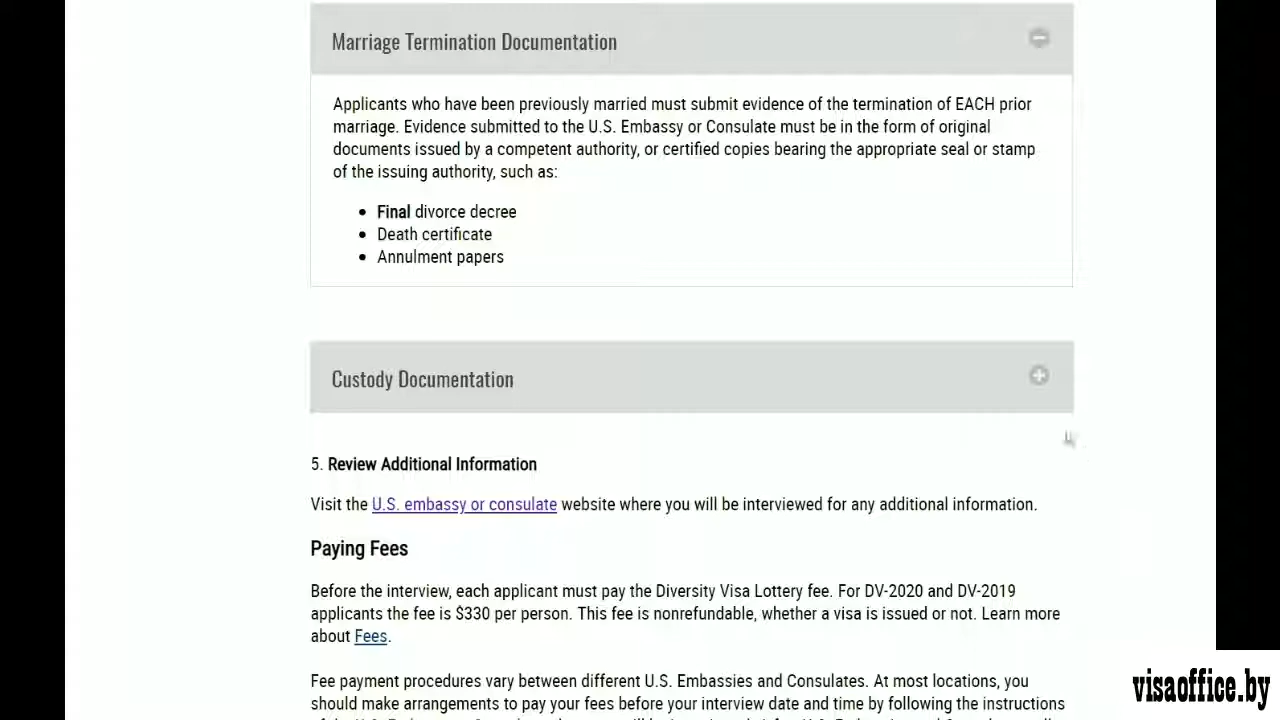 Marriage Termination Documentation
Applicants who have been previously married must submit evidence of the termination of EACH prior
marriage. Evidence submitted to the U.S. Embassy or Consulate must be in the form of original
documents issued by a competent authority, or certified copies bearing the appropriate seal or stamp
of the issuing authority, such as:
Final divorce decree
Death certificate
Annulment papers
Custody Documentation
5. Review Additional Information
Visit the U.S. embassy or consulate website where you will be interviewed for any additional information.
Paying Fees
Before the interview, each applicant must pay the Diversity Visa Lottery fee. For DV-2020 and DV-2019
applicants the fee is $330 per person. This fee is nonrefundable, whether a visa is issued or not. Learn more
about Fees.
Fee payment procedures vary between different U.S. Embassies and Consulates. At most locations, you
should make arrangements to pay your fees before your interview date and time by following the instructions
visaoffice.by